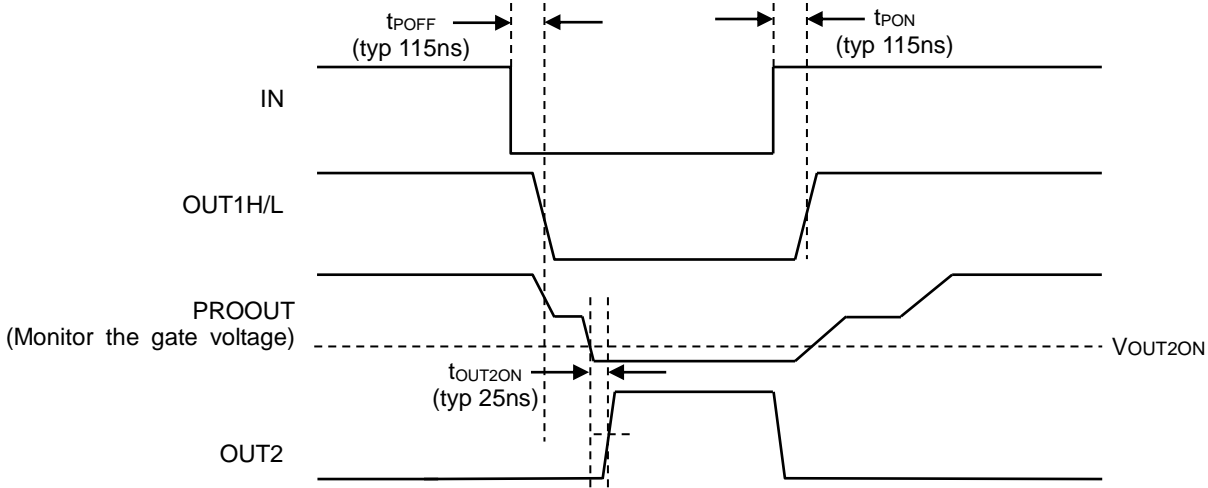 tPOFF
(typ 115ns)
tPON
(typ 115ns)
IN
OUT1H/L
PROOUT
(Monitor the gate voltage)
VOUT2ON
tOUT2ON
(typ 25ns)
OUT2